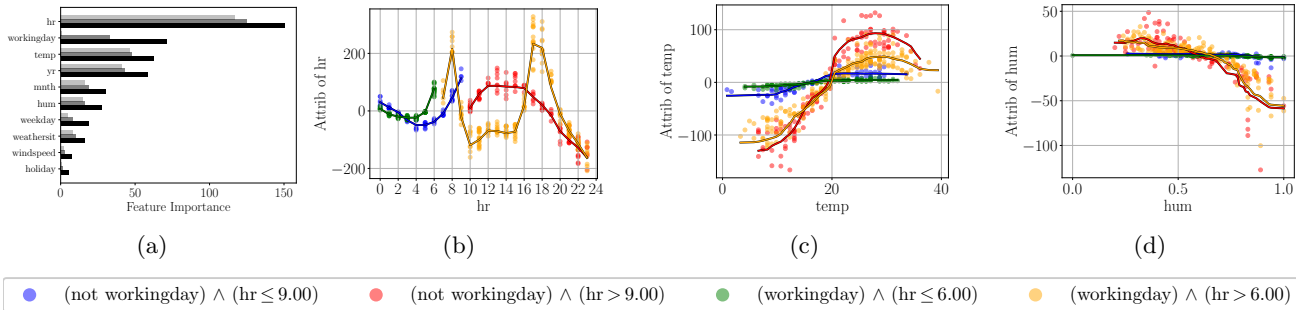 hr
workingday
temp
yr
mnth
hum
weekday
weathersit
windspeed
holiday
0 50 100 150
Feature Importance
(a)
Attrib of hr
200
0
−200
0 2 4 6 8 10 12 14 16 18 20 22 24
hr
(b)
Attrib of temp
100
0
−100
0 20 40
temp
(c)
Attrib of hum
50
0
−50
−100
0.0 0.5 1.0
hum
(d)
(not workingday) ∧ (hr ≤ 9.00) (not workingday) ∧ (hr > 9.00) (workingday) ∧ (hr ≤ 6.00) (workingday) ∧ (hr > 6.00)